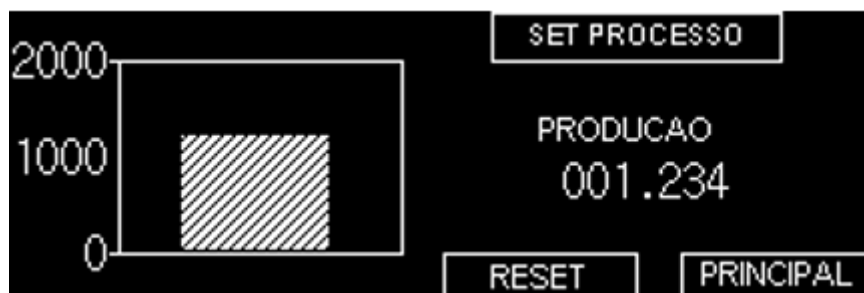 SET PROCESSO
2000
1000
0
PRODUCAO
001.234
RESET
PRINCIPAL